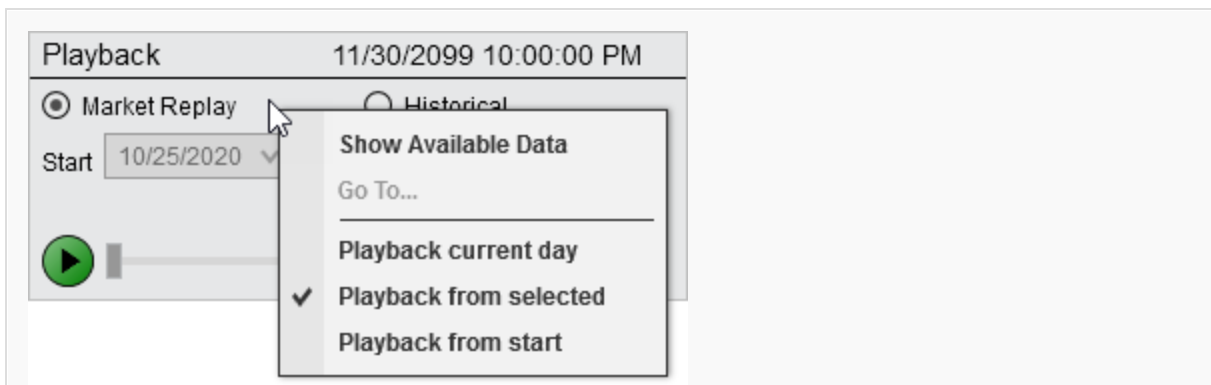 Playback 11/30/2099 10:00:00 PM
Market Replay Historical
Start 10/25/2020
Show Available Data
Go To...
Playback current day
Playback from selected
Playback from start